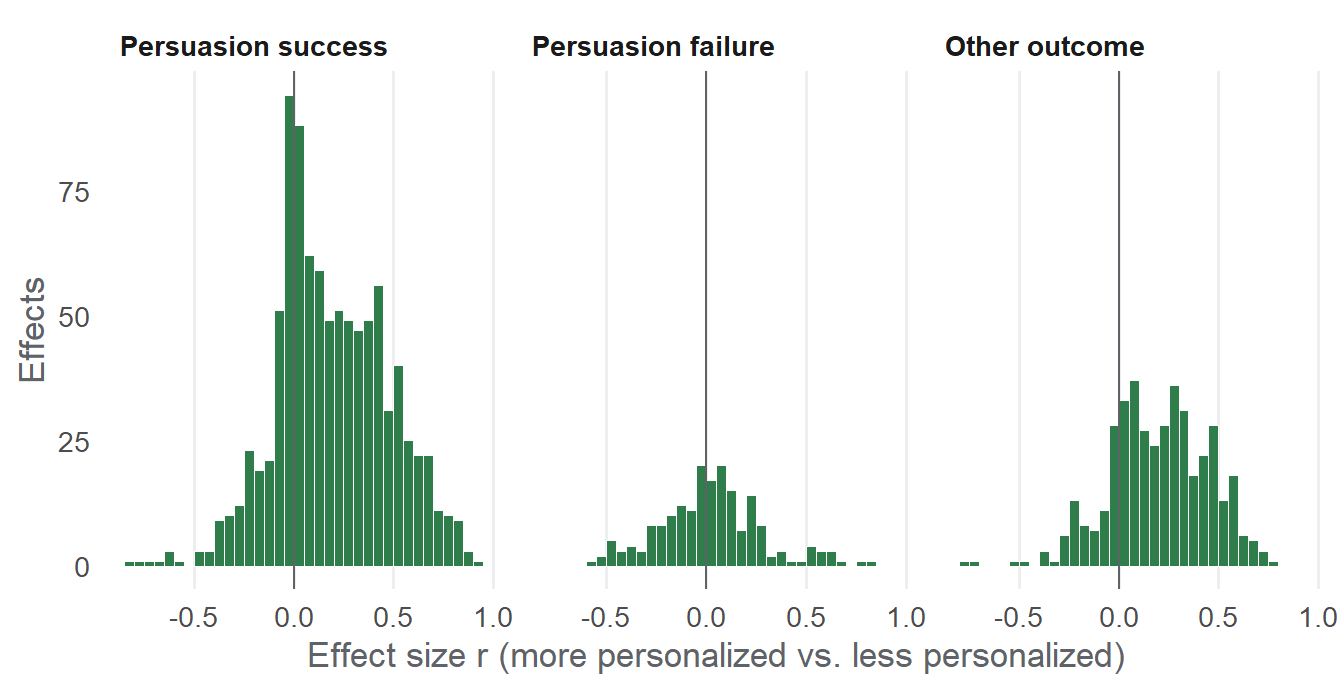 Persuasion success
Persuasion failure
Other outcome
Effects
75
50
25
0
-0.5 0.0 0.5 1.0
-0.5 0.0 0.5 1.0
-0.5 0.0 0.5 1.0
Effect size r (more personalized vs. less personalized)